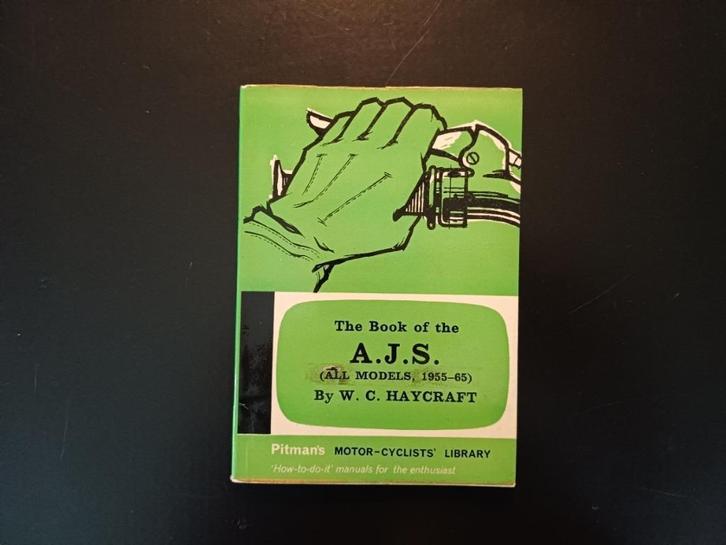 The Book of the
A.J.S.
(ALL MODELS, 1955–65)
By W. C. HAYCRAFT
Pitman's MOTOR-CYCLISTS' LIBRARY
'How-to-do-it' manuals for the enthusiast